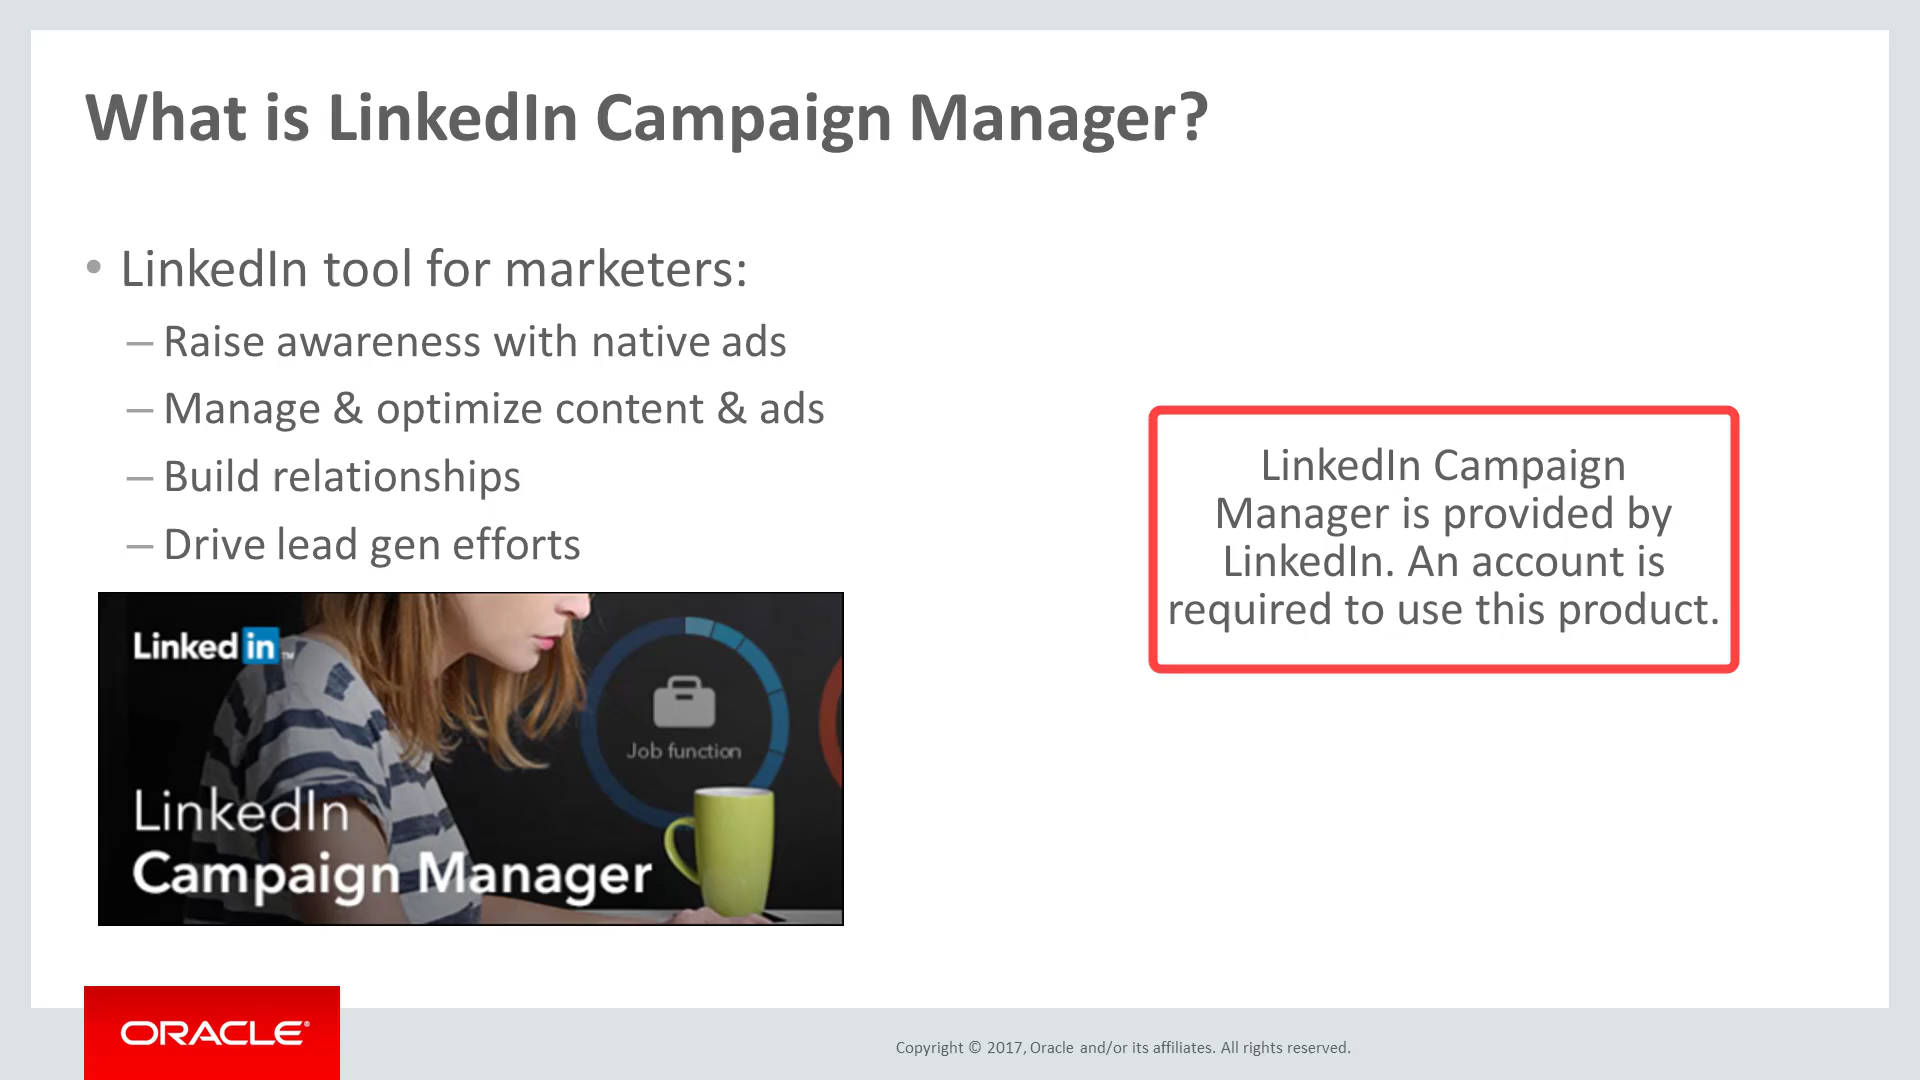 What is LinkedIn Campaign Manager?
• LinkedIn tool for marketers:
– Raise awareness with native ads
– Manage & optimize content & ads
– Build relationships
– Drive lead gen efforts
LinkedIn Campaign
Manager is provided by
LinkedIn. An account is
required to use this product.
Linked in™
Job function
LinkedIn
Campaign Manager
ORACLE®
Copyright © 2017, Oracle and/or its affiliates. All rights reserved.